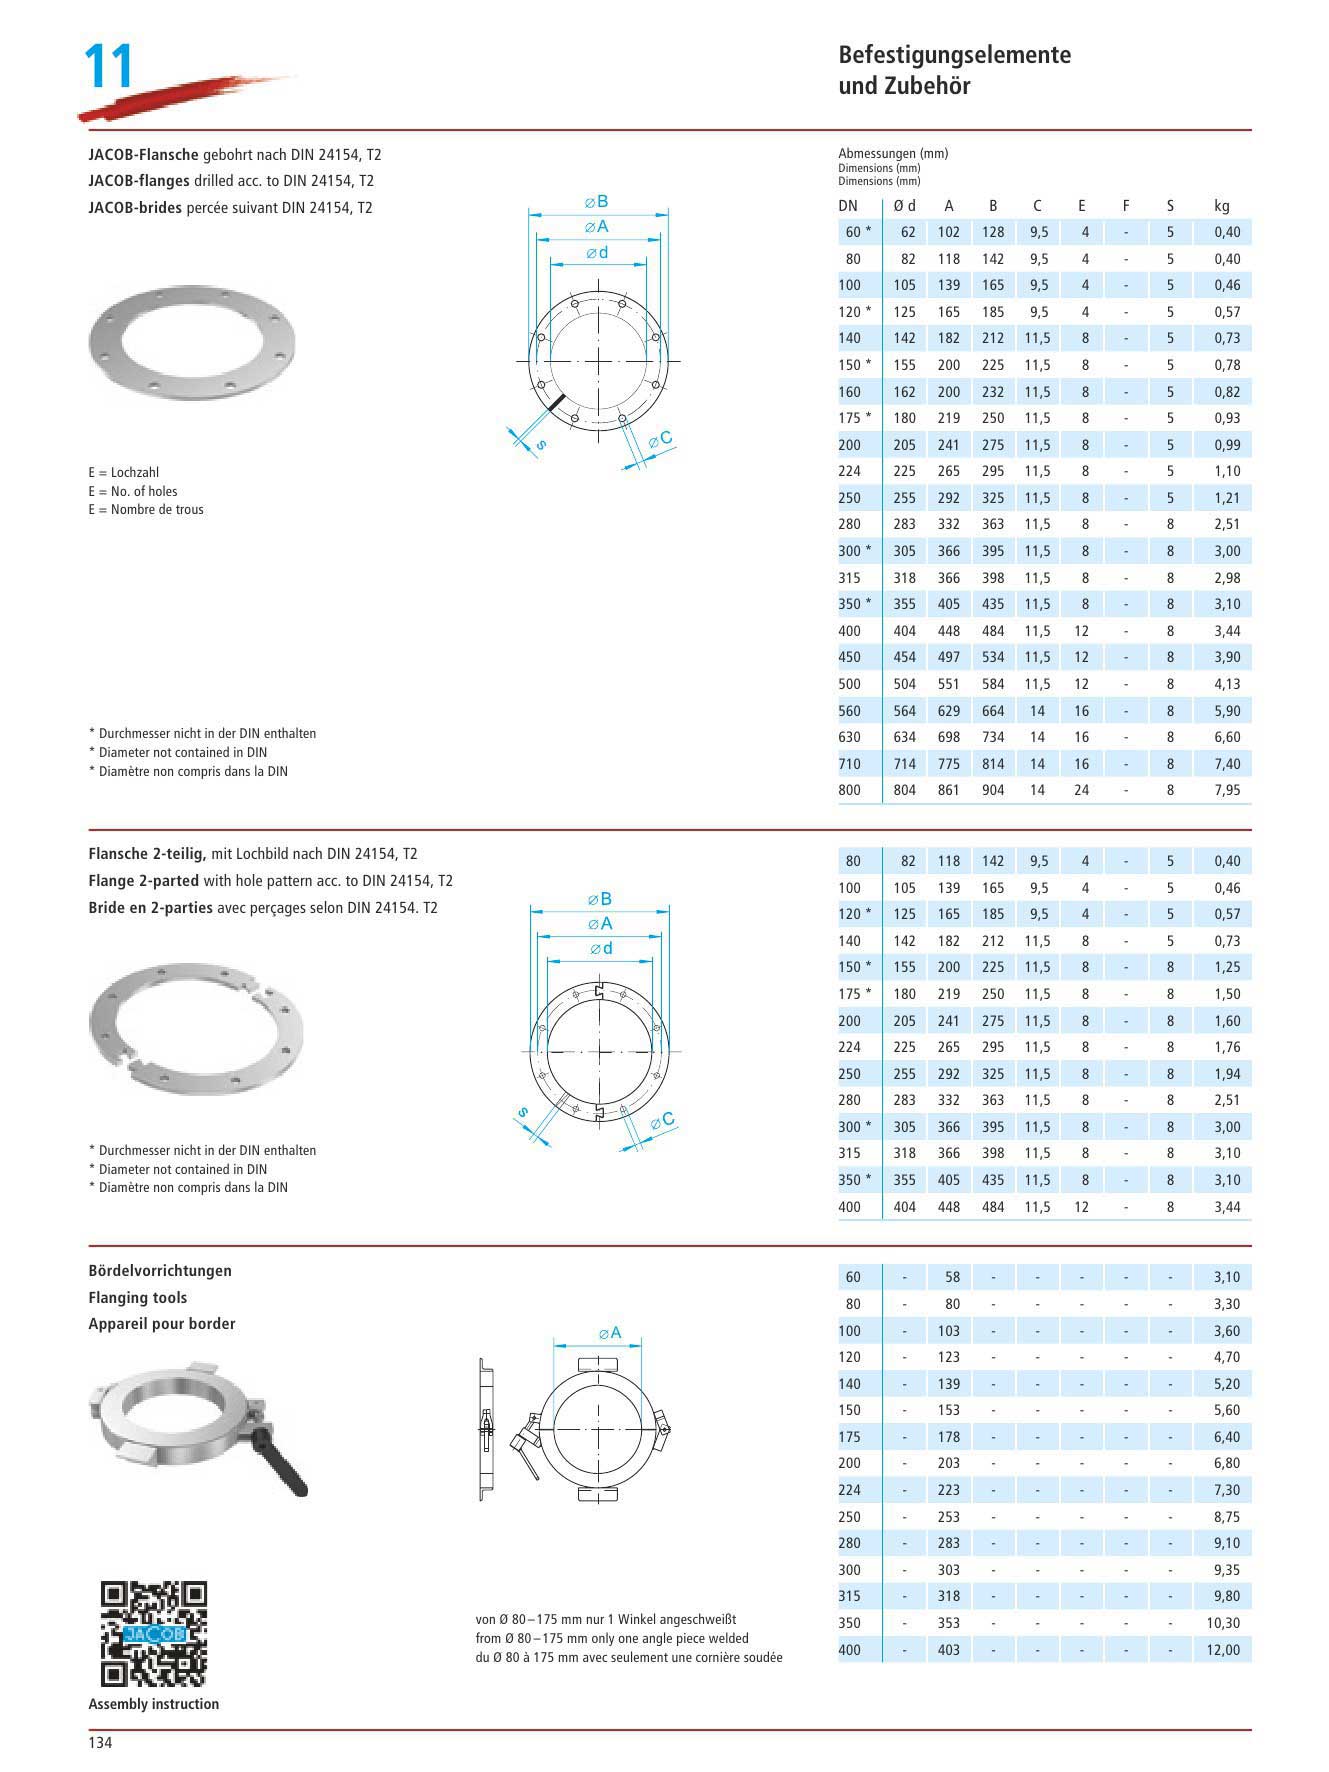 11
Befestigungselemente
und Zubehör
JACOB-Flansche gebohrt nach DIN 24154, T2
JACOB-flanges drilled acc. to DIN 24154, T2
JACOB-brides percée suivant DIN 24154, T2
⌀B
⌀A
⌀d
s
⌀C
E = Lochzahl
E = No. of holes
E = Nombre de trous
* Durchmesser nicht in der DIN enthalten
* Diameter not contained in DIN
* Diamètre non compris dans la DIN
Abmessungen (mm)
Dimensions (mm)
Dimensions (mm)
DN Ø d A B C E F S kg
60 * 62 102 128 9,5 4 - 5 0,40
80 82 118 142 9,5 4 - 5 0,40
100 105 139 165 9,5 4 - 5 0,46
120 * 125 165 185 9,5 4 - 5 0,57
140 142 182 212 11,5 8 - 5 0,73
150 * 155 200 225 11,5 8 - 5 0,78
160 162 200 232 11,5 8 - 5 0,82
175 * 180 219 250 11,5 8 - 5 0,93
200 205 241 275 11,5 8 - 5 0,99
224 225 265 295 11,5 8 - 5 1,10
250 255 292 325 11,5 8 - 5 1,21
280 283 332 363 11,5 8 - 8 2,51
300 * 305 366 395 11,5 8 - 8 3,00
315 318 366 398 11,5 8 - 8 2,98
350 * 355 405 435 11,5 8 - 8 3,10
400 404 448 484 11,5 12 - 8 3,44
450 454 497 534 11,5 12 - 8 3,90
500 504 551 584 11,5 12 - 8 4,13
560 564 629 664 14 16 - 8 5,90
630 634 698 734 14 16 - 8 6,60
710 714 775 814 14 16 - 8 7,40
800 804 861 904 14 24 - 8 7,95
Flansche 2-teilig, mit Lochbild nach DIN 24154, T2
Flange 2-parted with hole pattern acc. to DIN 24154, T2
Bride en 2-parties avec perçages selon DIN 24154. T2
⌀B
⌀A
⌀d
s
⌀C
* Durchmesser nicht in der DIN enthalten
* Diameter not contained in DIN
* Diamètre non compris dans la DIN
80 82 118 142 9,5 4 - 5 0,40
100 105 139 165 9,5 4 - 5 0,46
120 * 125 165 185 9,5 4 - 5 0,57
140 142 182 212 11,5 8 - 5 0,73
150 * 155 200 225 11,5 8 - 8 1,25
175 * 180 219 250 11,5 8 - 8 1,50
200 205 241 275 11,5 8 - 8 1,60
224 225 265 295 11,5 8 - 8 1,76
250 255 292 325 11,5 8 - 8 1,94
280 283 332 363 11,5 8 - 8 2,51
300 * 305 366 395 11,5 8 - 8 3,00
315 318 366 398 11,5 8 - 8 3,10
350 * 355 405 435 11,5 8 - 8 3,10
400 404 448 484 11,5 12 - 8 3,44
Bördelvorrichtungen
Flanging tools
Appareil pour border
⌀A
JACOB
Assembly instruction
von Ø 80–175 mm nur 1 Winkel angeschweißt
from Ø 80–175 mm only one angle piece welded
du Ø 80 à 175 mm avec seulement une cornière soudée
60 - 58 - - - - - 3,10
80 - 80 - - - - - 3,30
100 - 103 - - - - - 3,60
120 - 123 - - - - - 4,70
140 - 139 - - - - - 5,20
150 - 153 - - - - - 5,60
175 - 178 - - - - - 6,40
200 - 203 - - - - - 6,80
224 - 223 - - - - - 7,30
250 - 253 - - - - - 8,75
280 - 283 - - - - - 9,10
300 - 303 - - - - - 9,35
315 - 318 - - - - - 9,80
350 - 353 - - - - - 10,30
400 - 403 - - - - - 12,00
134